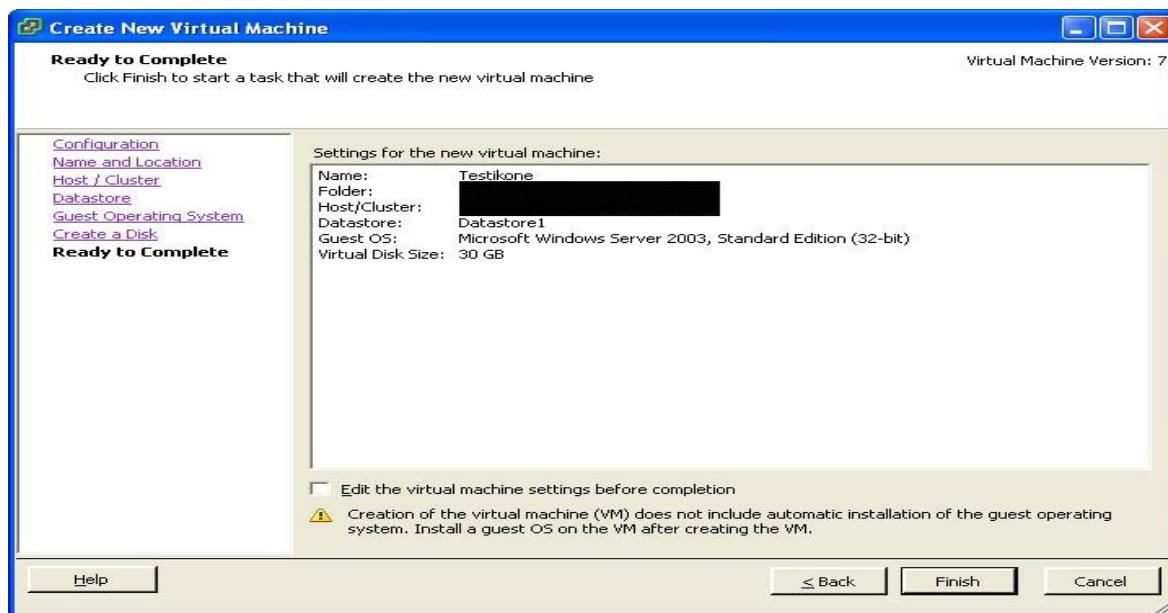 Create New Virtual Machine
Ready to Complete
Click Finish to start a task that will create the new virtual machine
Virtual Machine Version: 7
Configuration
Name and Location
Host / Cluster
Datastore
Guest Operating System
Create a Disk
Ready to Complete
Settings for the new virtual machine:
Name: Testikone
Folder:
Host/Cluster:
Datastore: Datastore1
Guest OS: Microsoft Windows Server 2003, Standard Edition (32-bit)
Virtual Disk Size: 30 GB
Edit the virtual machine settings before completion
Creation of the virtual machine (VM) does not include automatic installation of the guest operating
system. Install a guest OS on the VM after creating the VM.
Help
≤ Back
Finish
Cancel